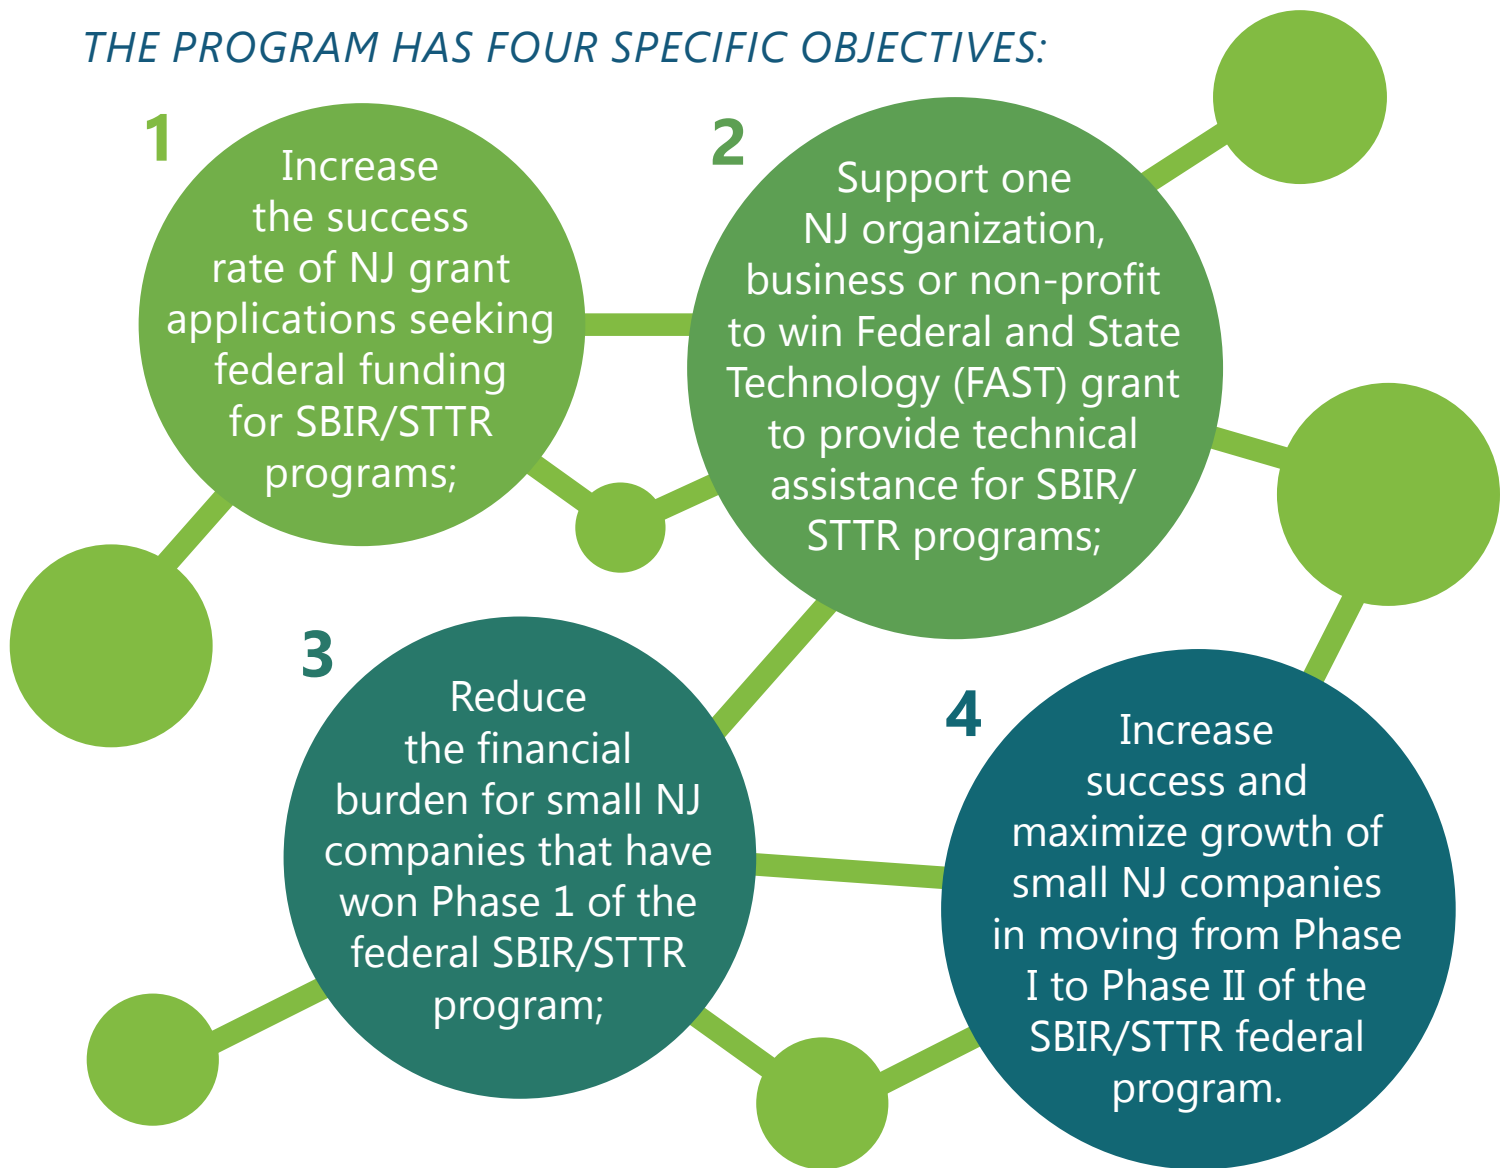 THE PROGRAM HAS FOUR SPECIFIC OBJECTIVES:
1
Increase
the success
rate of NJ grant
applications seeking
federal funding
for SBIR/STTR
programs;
2
Support one
NJ organization,
business or non-profit
to win Federal and State
Technology (FAST) grant
to provide technical
assistance for SBIR/
STTR programs;
3
Reduce
the financial
burden for small NJ
companies that have
won Phase 1 of the
federal SBIR/STTR
program;
4
Increase
success and
maximize growth of
small NJ companies
in moving from Phase
I to Phase II of the
SBIR/STTR federal
program.